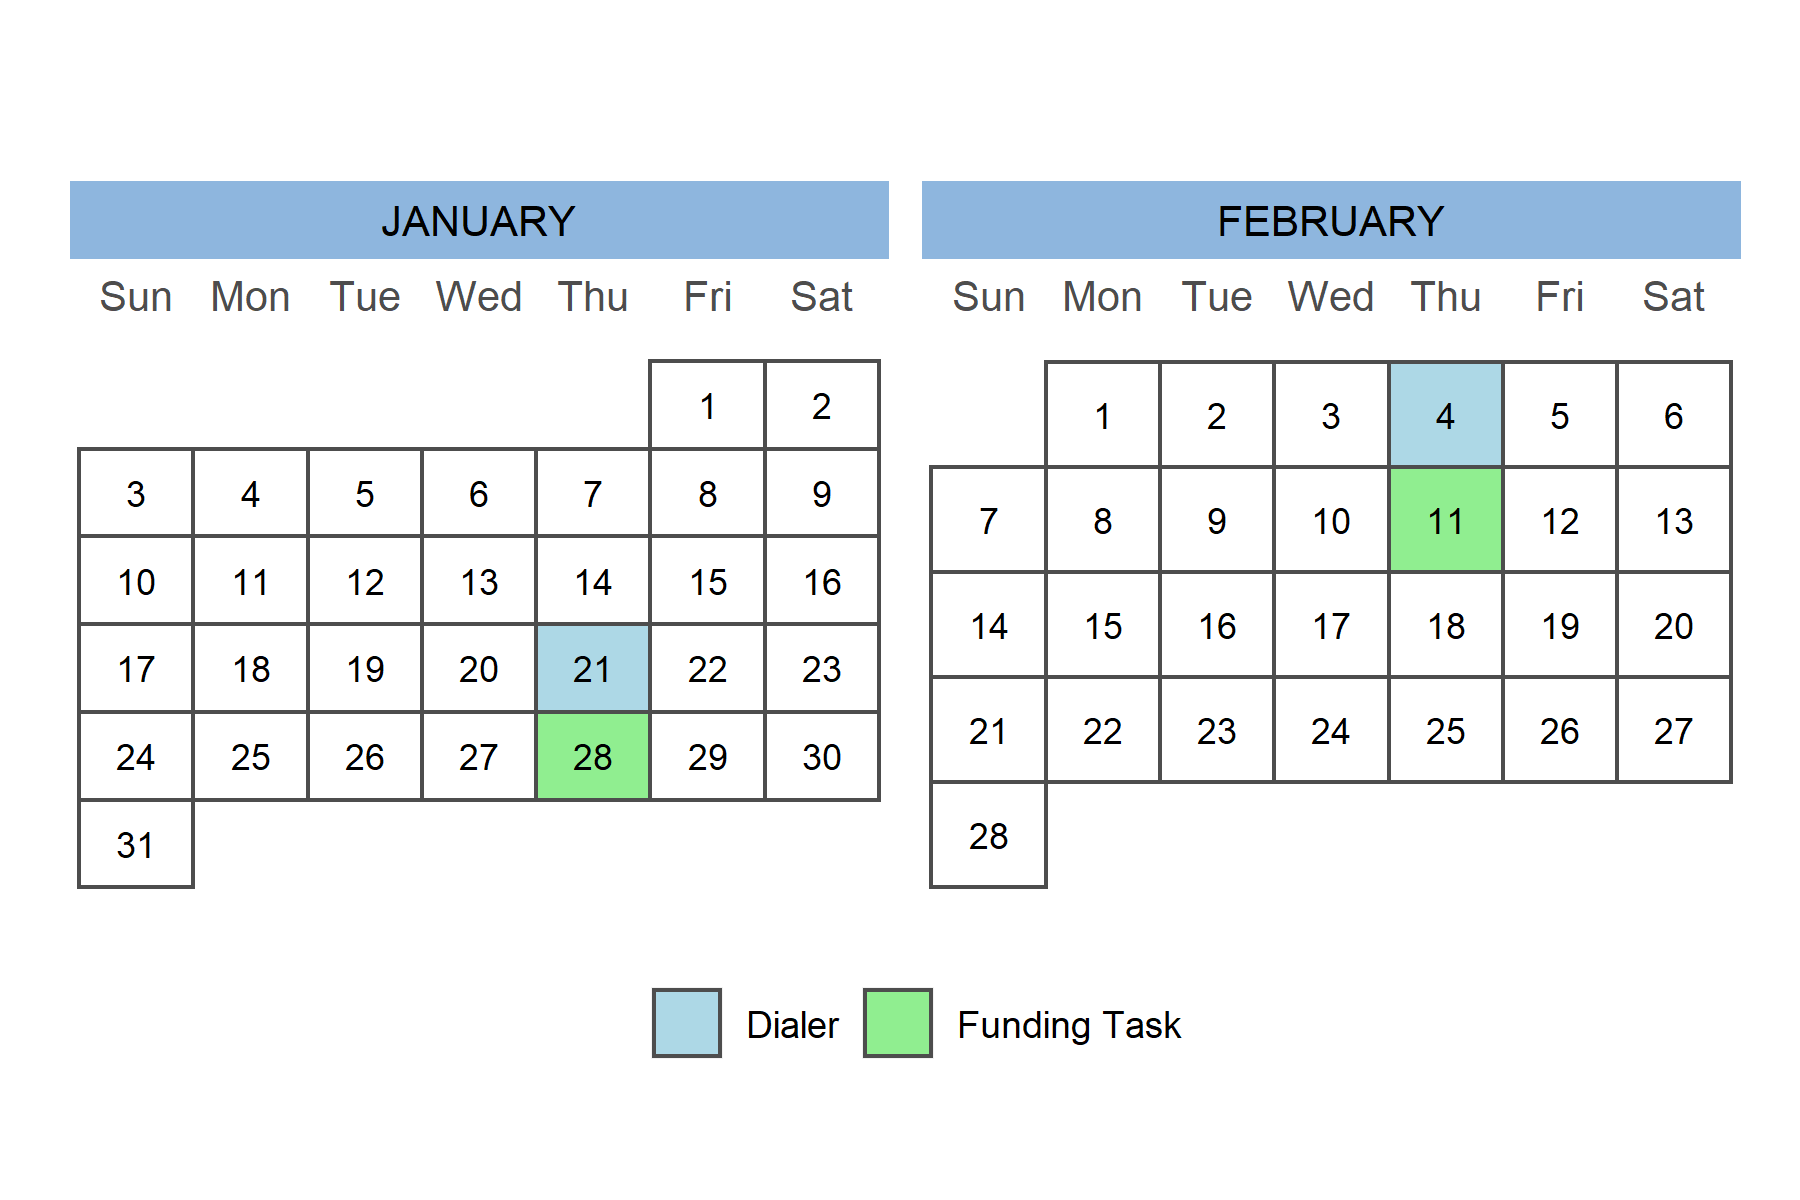 JANUARY
Sun Mon Tue Wed Thu Fri Sat
1 2
3 4 5 6 7 8 9
10 11 12 13 14 15 16
17 18 19 20 21 22 23
24 25 26 27 28 29 30
31
FEBRUARY
Sun Mon Tue Wed Thu Fri Sat
1 2 3 4 5 6
7 8 9 10 11 12 13
14 15 16 17 18 19 20
21 22 23 24 25 26 27
28
Dialer Funding Task